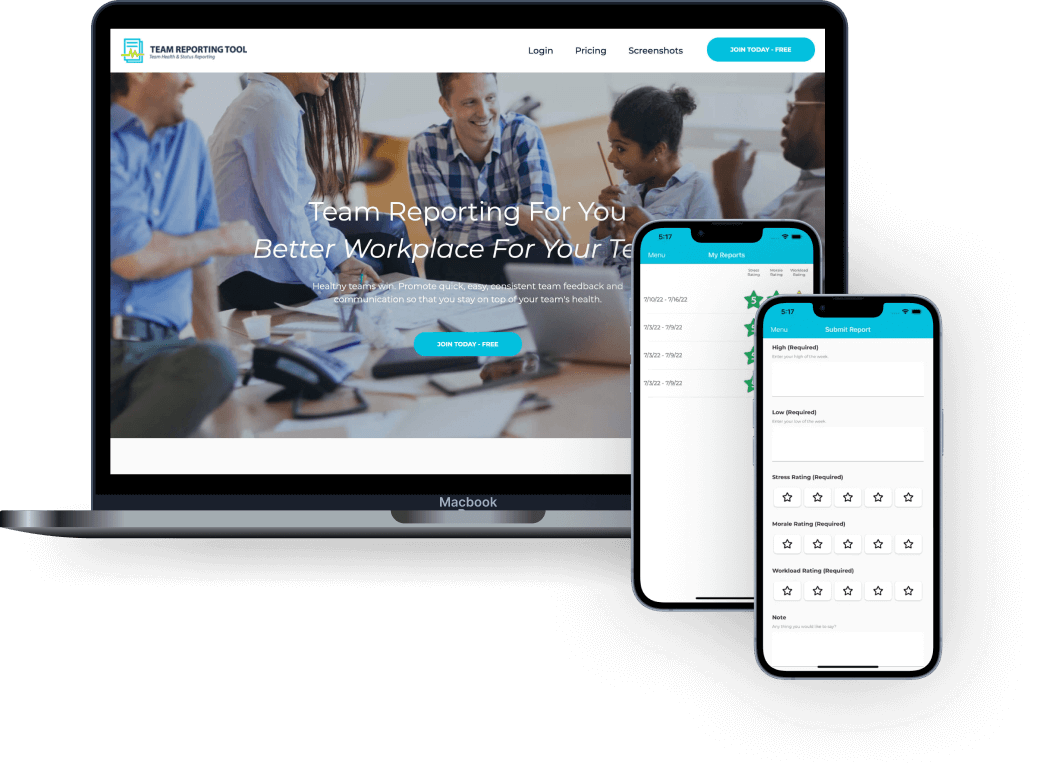 TEAM REPORTING TOOL
Team Health & Status Reporting
Login Pricing Screenshots JOIN TODAY - FREE
Team Reporting For You
Better Workplace For Your Te
Healthy teams win. Promote quick, easy, consistent team feedback and
communication so that you stay on top of your team's health.
JOIN TODAY - FREE
Macbook
5:17
Menu My Reports
Stress Rating Morale Rating Workload Rating
7/10/22 - 7/16/22 5
7/3/22 - 7/9/22
7/3/22 - 7/9/22
7/3/22 - 7/9/22
5:17
Menu Submit Report
High (Required)
Enter your high of the week.
Low (Required)
Enter your low of the week.
Stress Rating (Required)
Morale Rating (Required)
Workload Rating (Required)
Note
Any thing you would like to say?